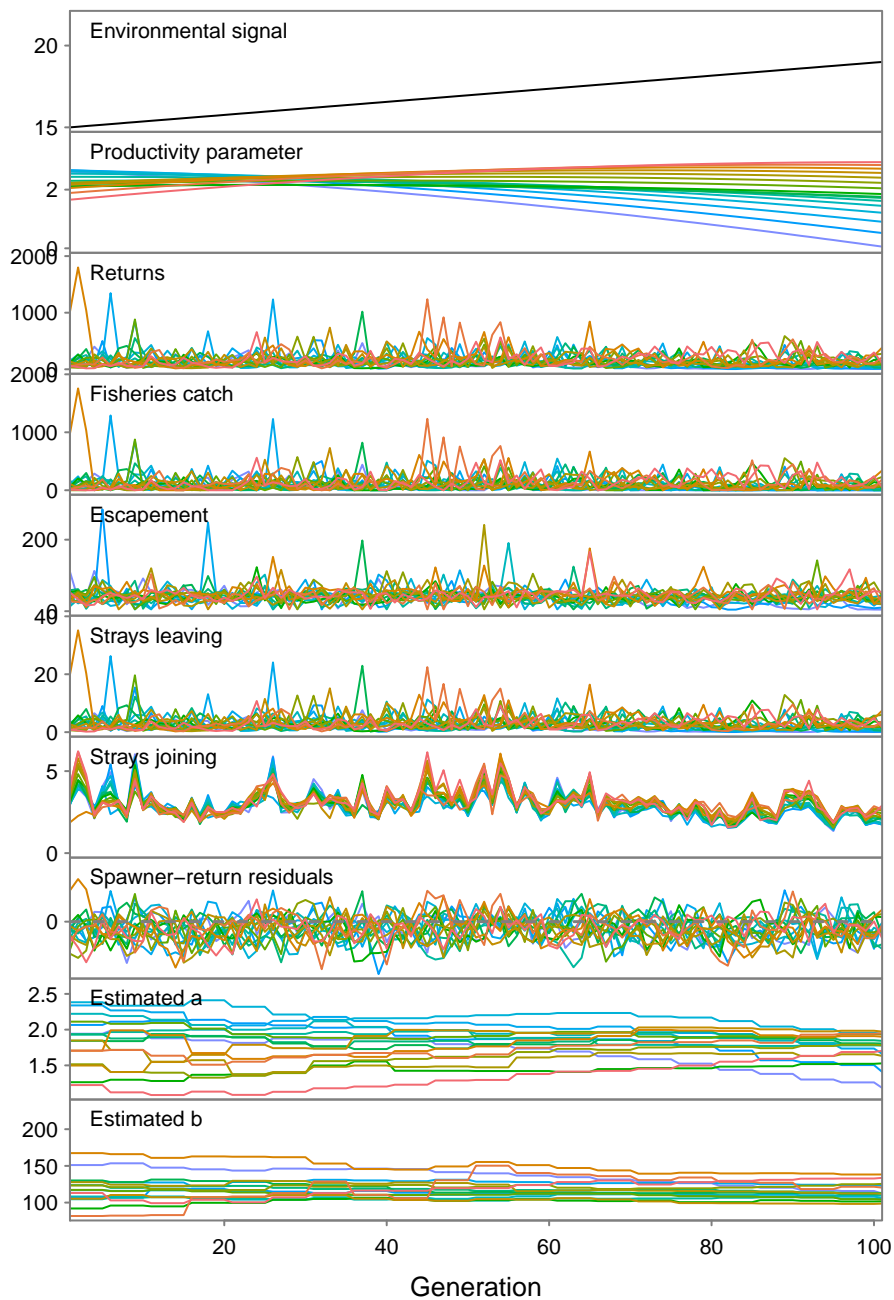 Environmental signal
20
15
Productivity parameter
2
0
Returns
2000
1000
0
Fisheries catch
2000
1000
0
Escapement
200
0
Strays leaving
40
20
0
Strays joining
5
0
Spawner−return residuals
0
Estimated a
2.5
2.0
1.5
Estimated b
200
150
100
20 40 60 80 100
Generation